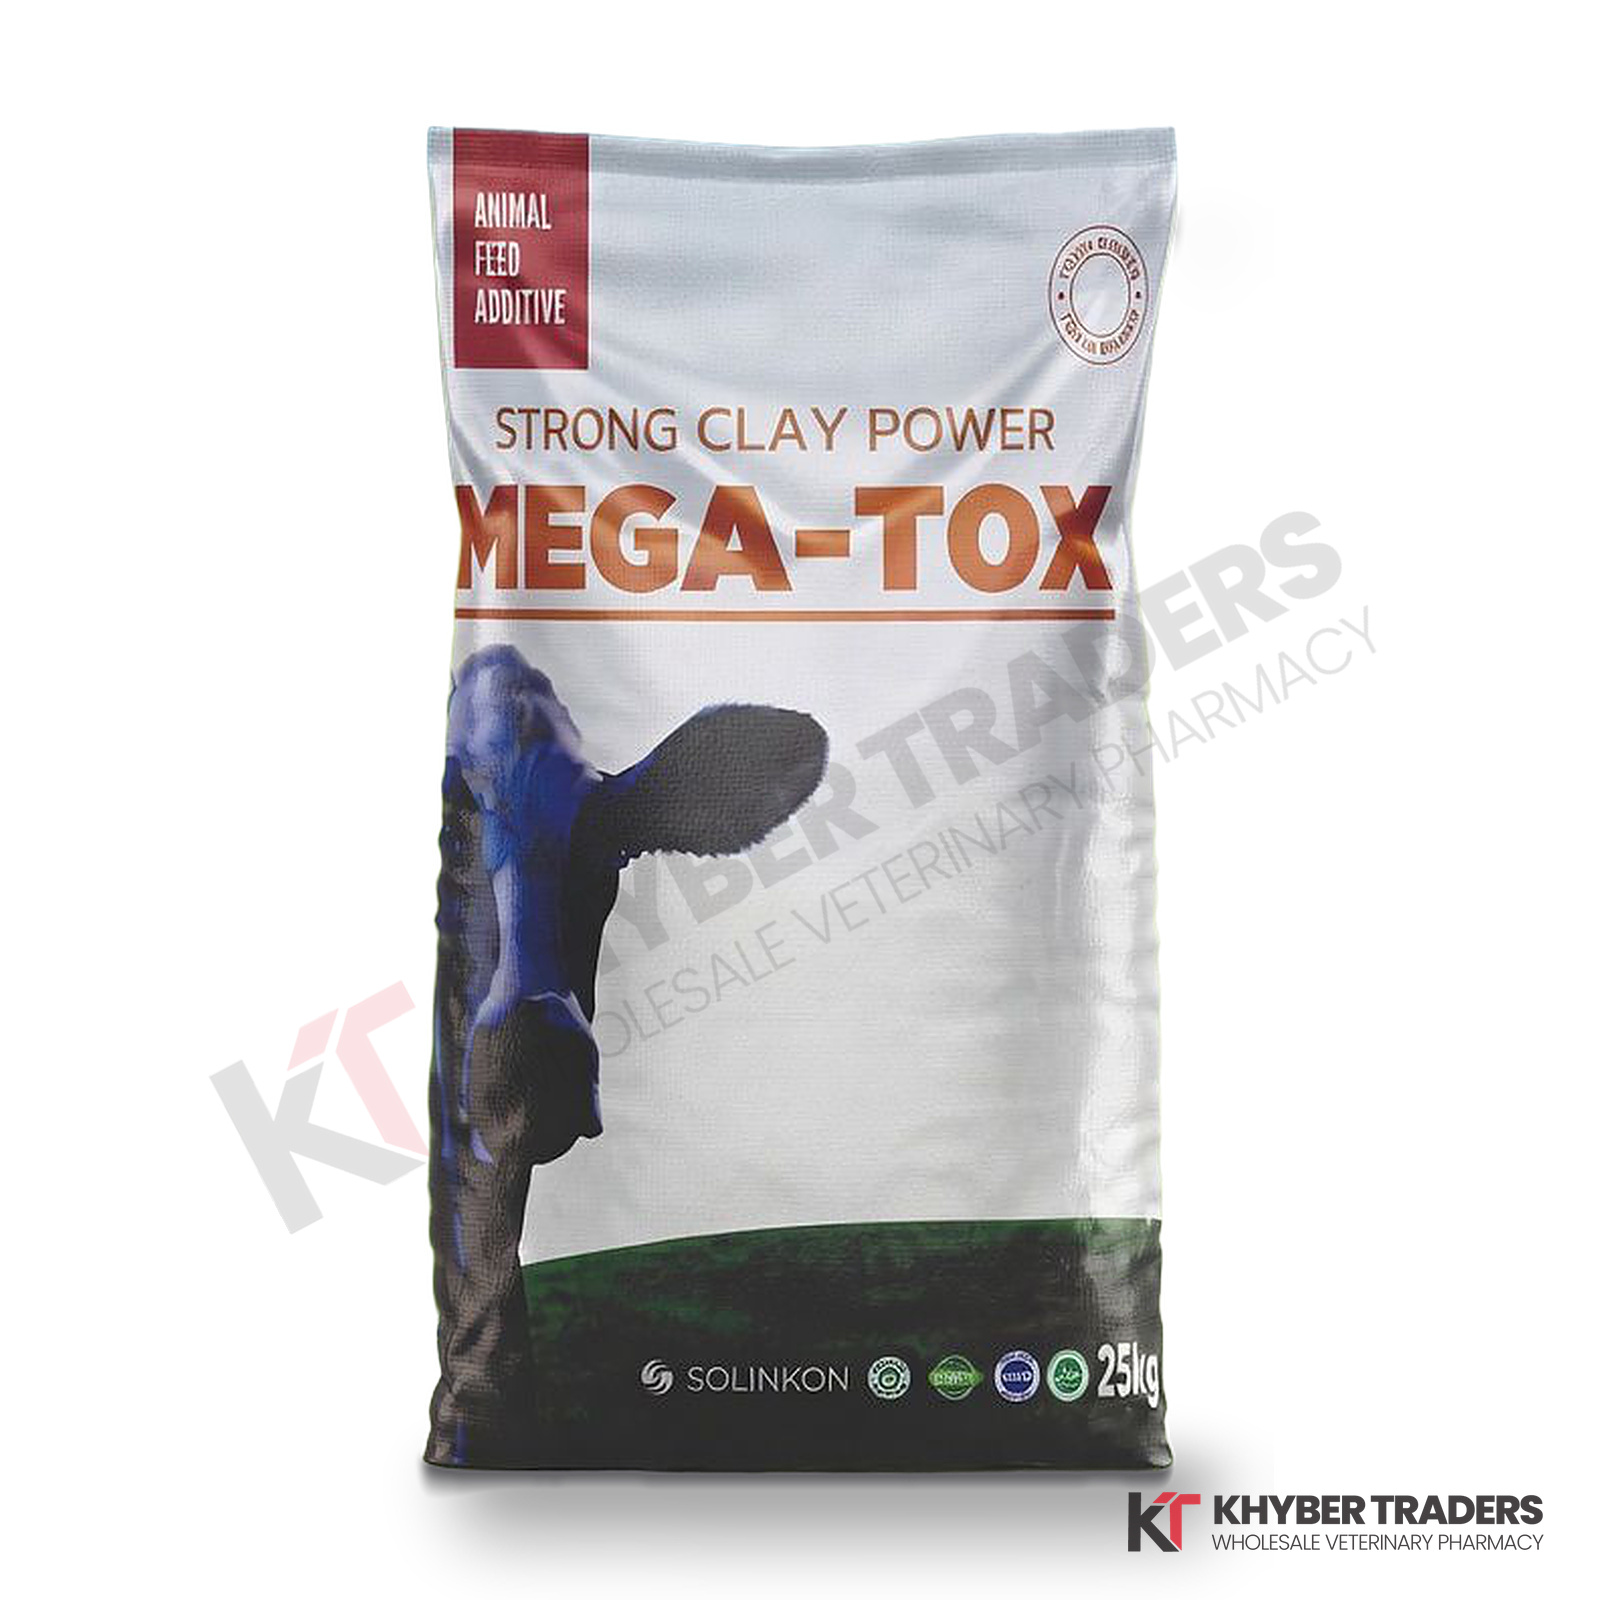 ANIMAL
FEED
ADDITIVE
STRONG CLAY POWER
MEGA-TOX
KHYBER TRADERS
WHOLESALE VETERINARY PHARMACY
SOLINKON
25kg
KT KHYBER TRADERS
WHOLESALE VETERINARY PHARMACY